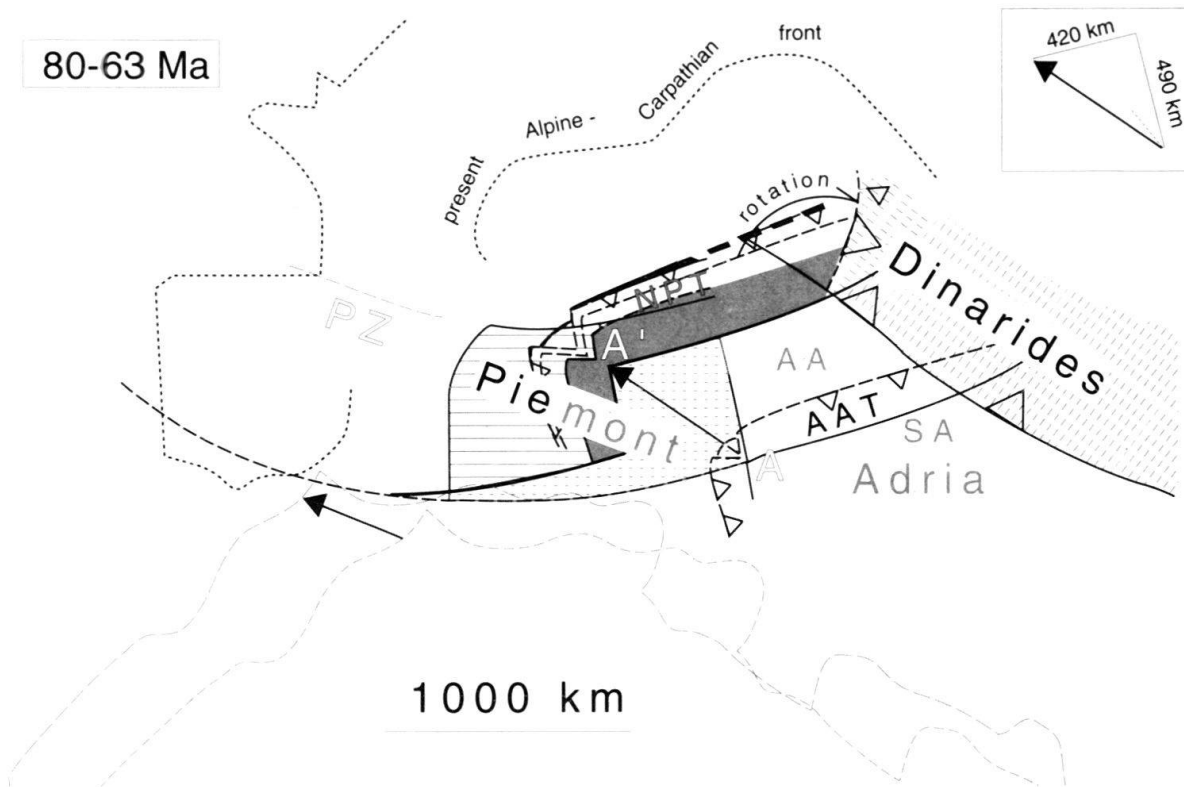 80-63 Ma
front
420 km
490 km
Carpathian
Alpine -
present
rotation
Dinarides
NPT
PZ
A'
AA
Piemont
AAT
SA
A
Adria
1000 km